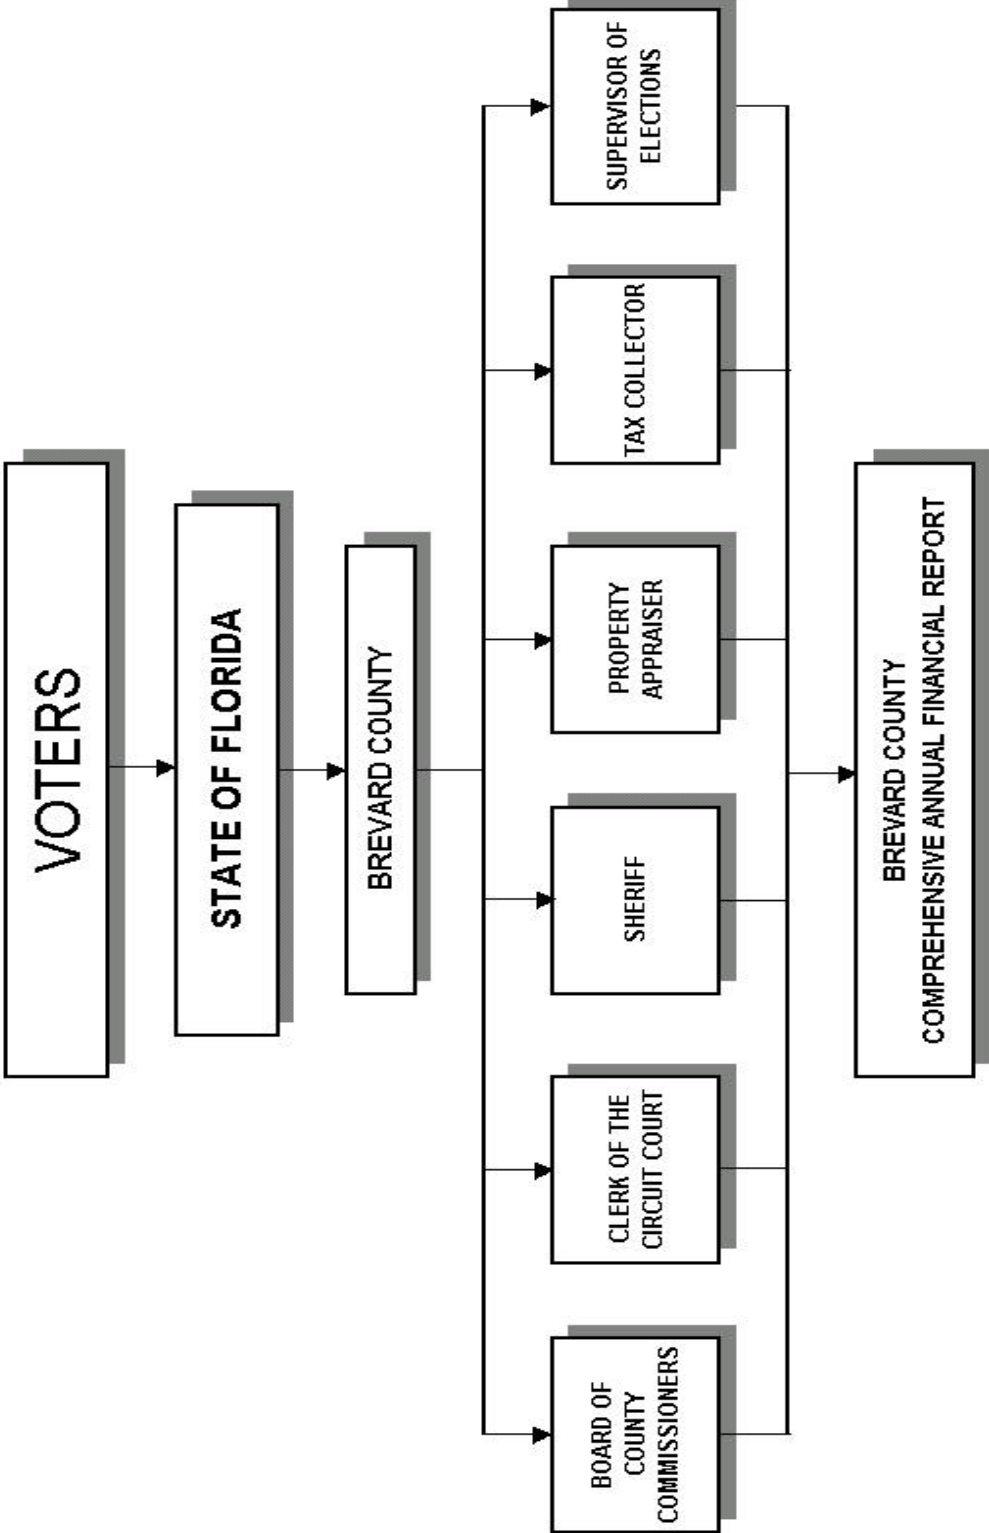 VOTERS
STATE OF FLORIDA
BREVARD COUNTY
BOARD OF
COUNTY
COMMISSIONERS
CLERK OF THE
CIRCUIT COURT
SHERIFF
PROPERTY
APPRAISER
TAX COLLECTOR
SUPERVISOR OF
ELECTIONS
BREVARD COUNTY
COMPREHENSIVE ANNUAL FINANCIAL REPORT